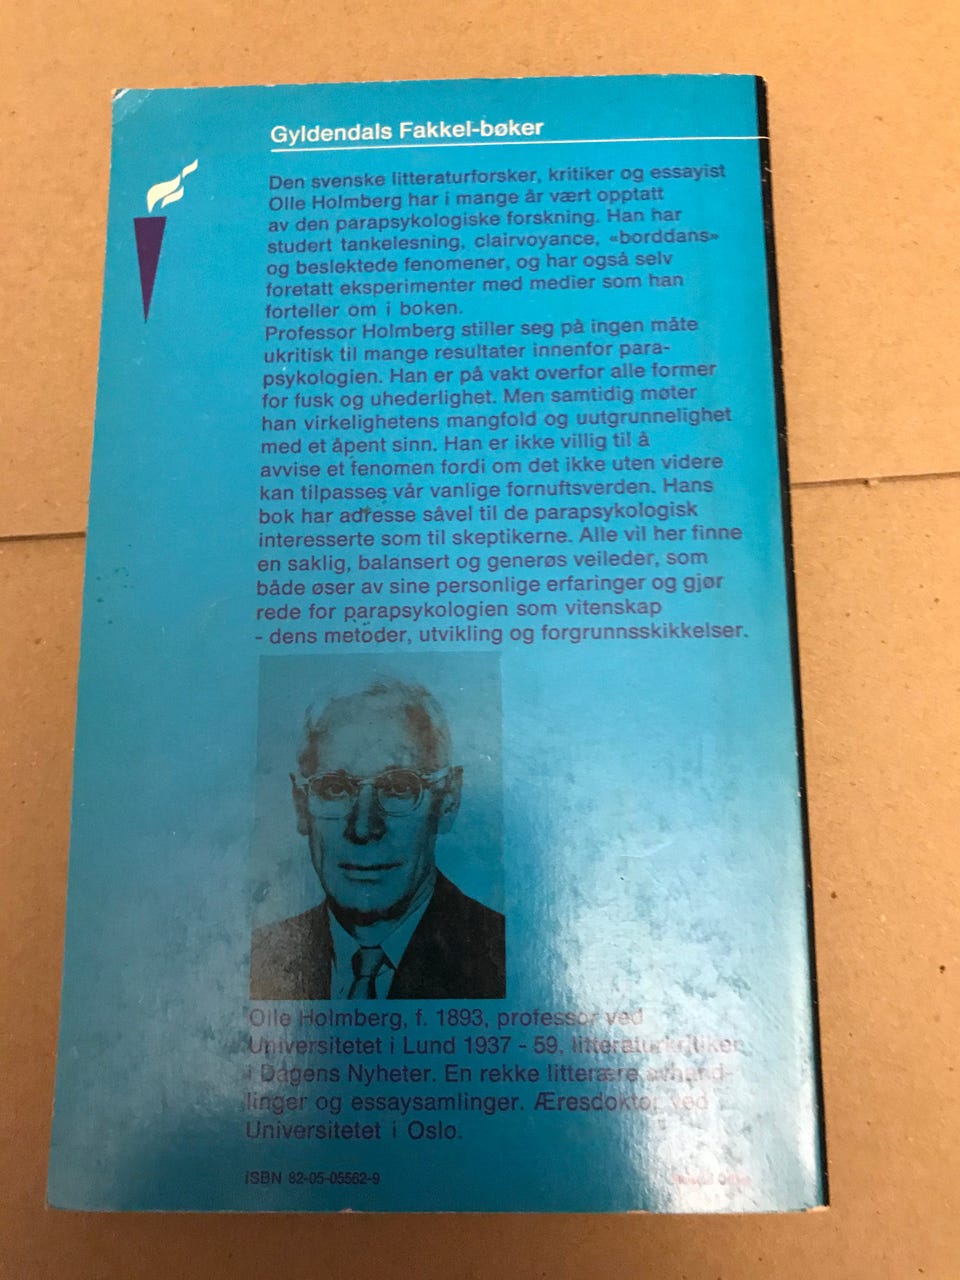 Gyldendals Fakkel-bøker
Den svenske litteraturforsker, kritiker og essayist
Olle Holmberg har i mange år vært opptatt
av den parapsykologiske forskning. Han har
studert tankelesning, clairvoyance, «borddans»
og beslektede fenomener, og har også selv
foretatt eksperimenter med medier som han
forteller om i boken.
Professor Holmberg stiller seg på ingen måte
ukritisk til mange resultater innenfor para-
psykologien. Han er på vakt overfor alle former
for fusk og uhederlighet. Men samtidig møter
han virkelighetens mangfold og uutgrunnelighet
med et åpent sinn. Han er ikke villig til å
avvise et fenomen fordi om det ikke uten videre
kan tilpasses vår vanlige fornuftsverden. Hans
bok har adresse såvel til de parapsykologisk
interesserte som til skeptikerne. Alle vil her finne
en saklig, balansert og generøs veileder, som
både øser av sine personlige erfaringer og gjør
rede for parapsykologien som vitenskap
- dens metoder, utvikling og forgrunnsskikkelser.
Olle Holmberg, f. 1893, professor ved
Universitetet i Lund 1937 - 59, litteraturkritiker
i Dagens Nyheter. En rekke litterære avhand-
linger og essaysamlinger. Æresdoktor ved
Universitetet i Oslo.
ISBN 82-05-05562-9